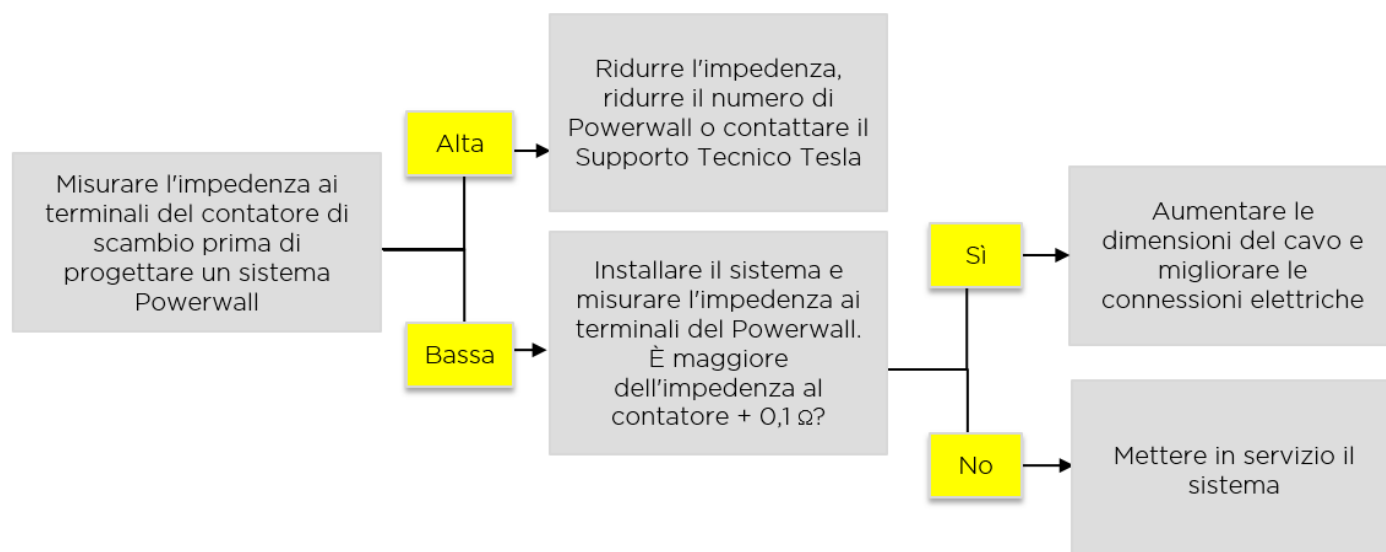 Misurare l'impedenza ai
terminali del contatore di
scambio prima di
progettare un sistema
Powerwall
Alta
Ridurre l'impedenza,
ridurre il numero di
Powerwall o contattare il
Supporto Tecnico Tesla
Bassa
Installare il sistema e
misurare l'impedenza ai
terminali del Powerwall.
È maggiore
dell'impedenza al
contatore + 0,1 Ω?
Sì
Aumentare le
dimensioni del cavo e
migliorare le
connessioni elettriche
No
Mettere in servizio il
sistema